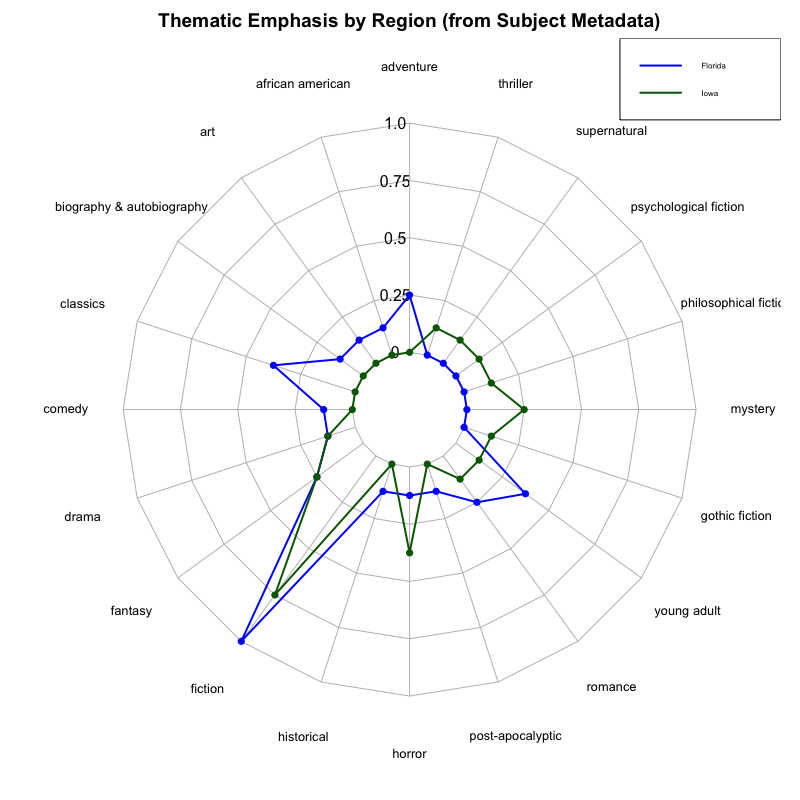 Thematic Emphasis by Region (from Subject Metadata)
Florida
Iowa
adventure
african american
thriller
art
supernatural
biography & autobiography
psychological fiction
classics
philosophical fictic
comedy
mystery
drama
gothic fiction
fantasy
young adult
fiction
romance
historical
post-apocalyptic
horror
1.0
0.75
0.5
0.25
0